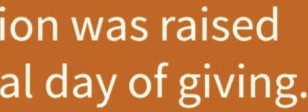 ion was raised
al day of giving.